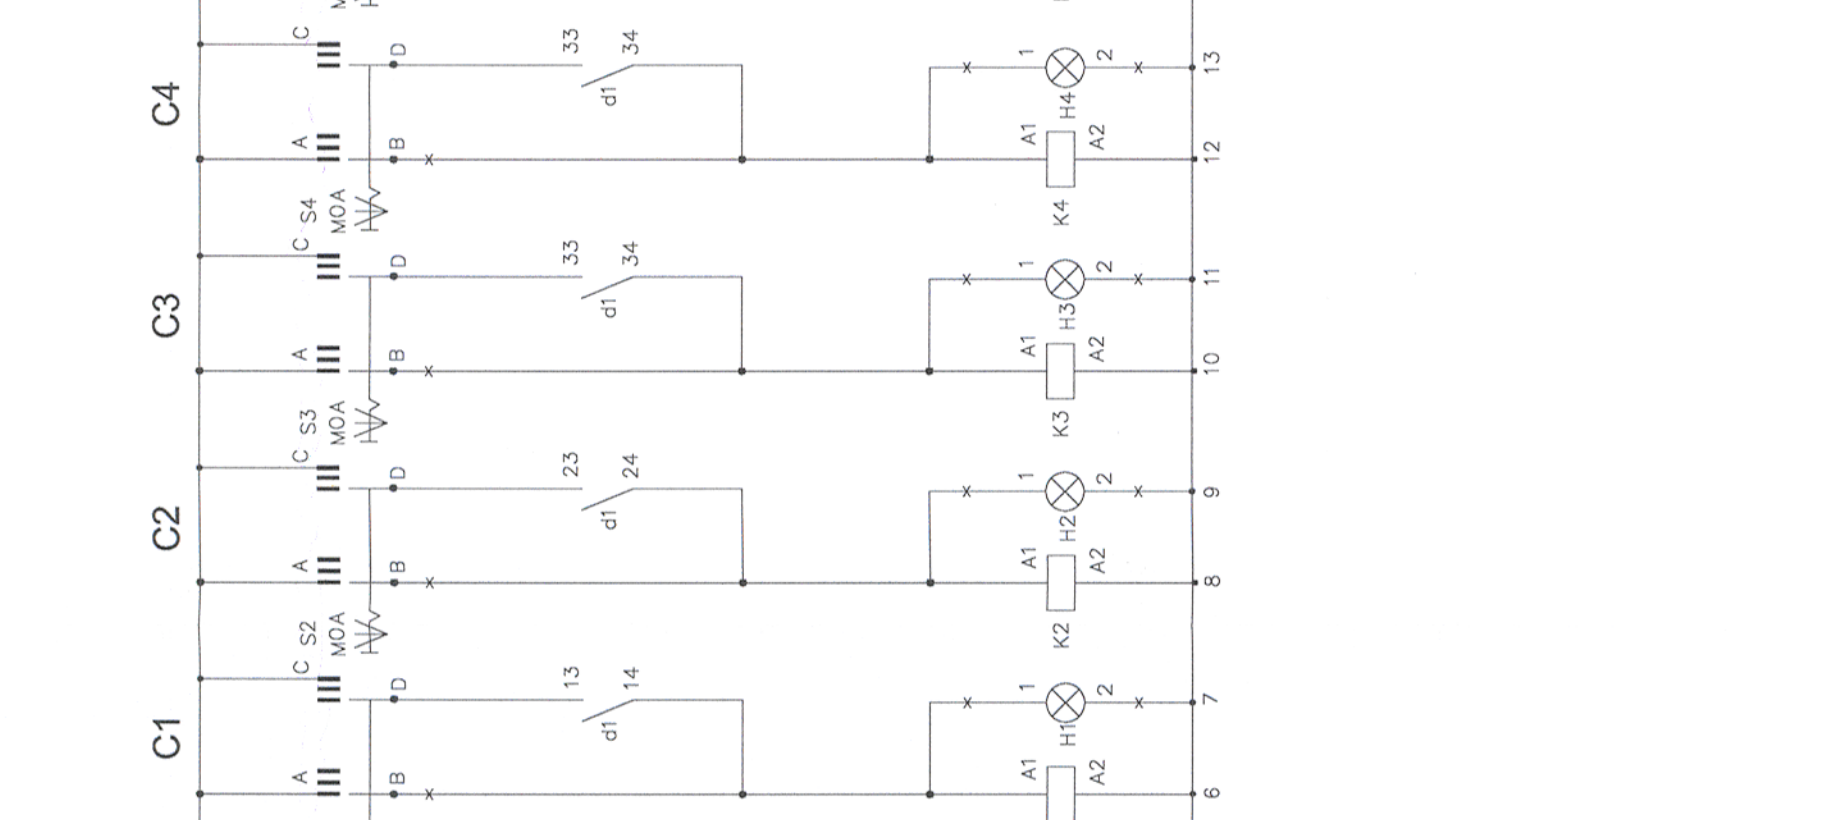 C1 C2 C3 C4
A C A C A C A C
S2 S3 S4
MOA MOA MOA
B D B D B D B D
13 23 33 33
d1 d1 d1 d1
14 24 34 34
A1 1 A1 1 A1 1 A1 1
H1 K2 H2 K3 H3 K4 H4
A2 2 A2 2 A2 2 A2 2
6 7 8 9 10 11 12 13